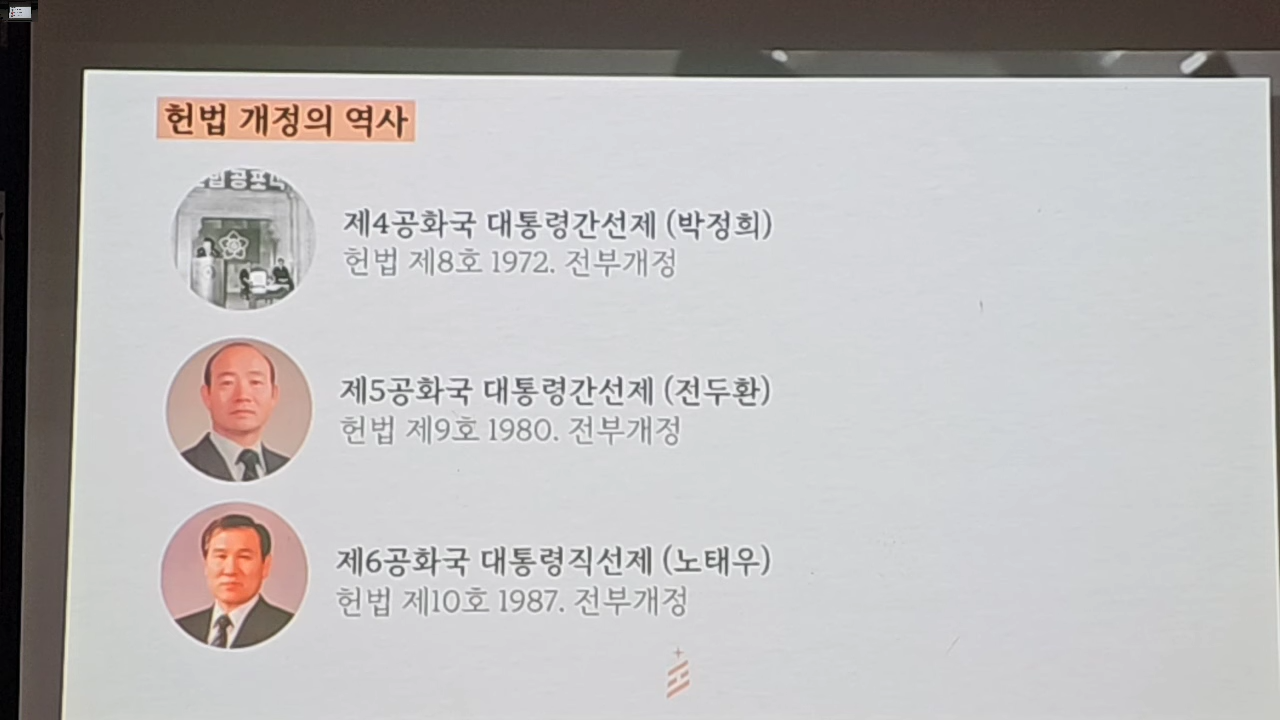 헌법 개정의 역사
제4공화국 대통령간선제 (박정희)
헌법 제8호 1972. 전부개정
제5공화국 대통령간선제 (전두환)
헌법 제9호 1980. 전부개정
제6공화국 대통령직선제 (노태우)
헌법 제10호 1987. 전부개정